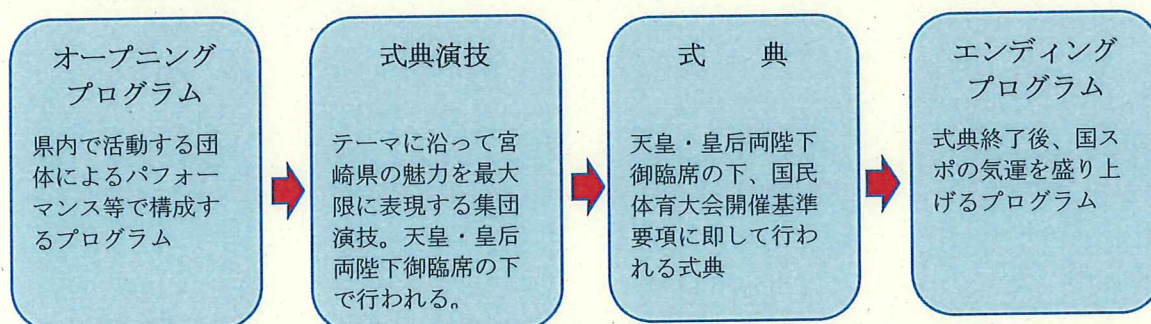 オープニング
プログラム
県内で活動する団
体によるパフォー
マンス等で構成す
るプログラム
式典演技
テーマに沿って宮
崎県の魅力を最大
限に表現する集団
演技。天皇・皇后
両陛下御臨席の下
で行われる。
式　典
天皇・皇后両陛下
御臨席の下、国民
体育大会開催基準
要項に即して行わ
れる式典
エンディング
プログラム
式典終了後、国ス
ポの気運を盛り上
げるプログラム